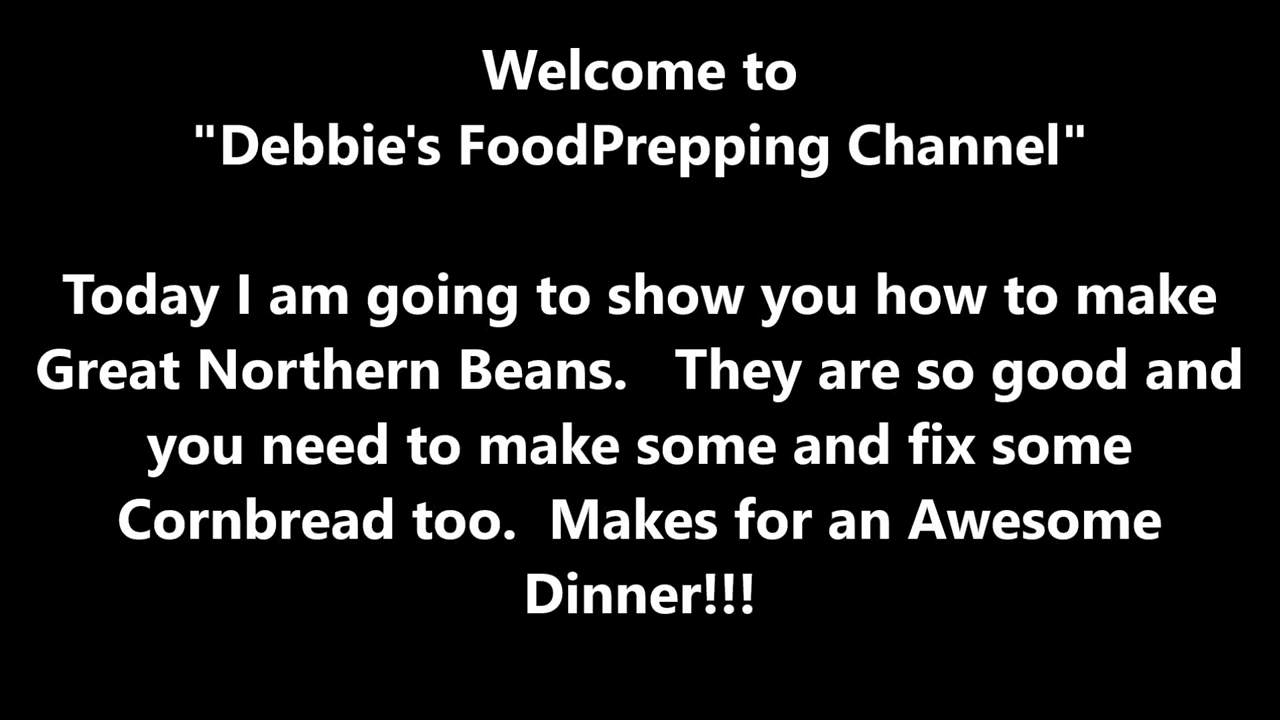 Welcome to
"Debbie's FoodPrepping Channel"
Today I am going to show you how to make
Great Northern Beans.   They are so good and
you need to make some and fix some
Cornbread too.  Makes for an Awesome
Dinner!!!